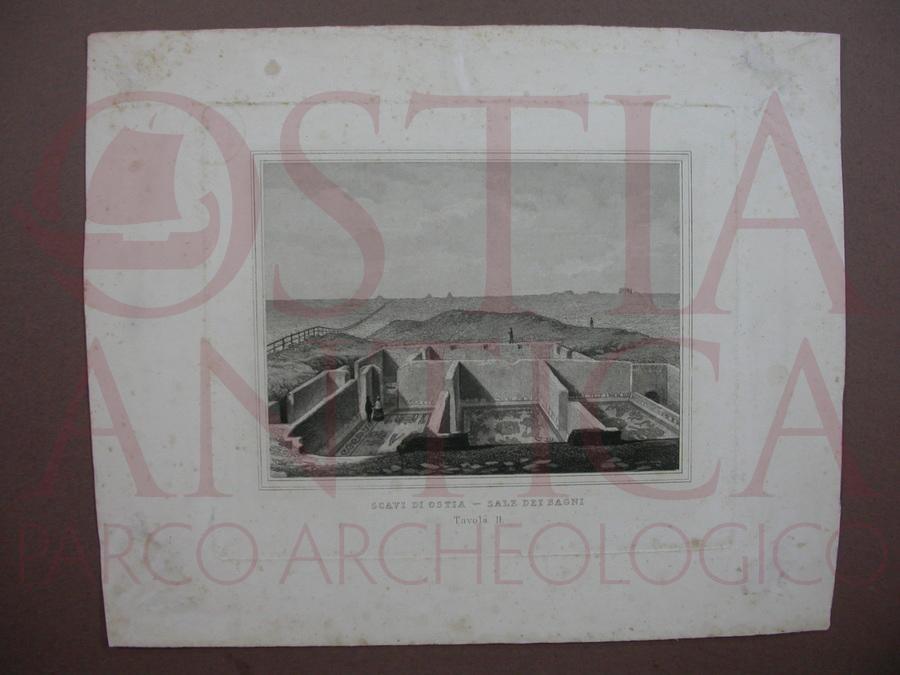 OSTIA
ANTICA
PARCO ARCHEOLOGICO
SCAVI DI OSTIA — SALE DEI BAGNI
Tavola II